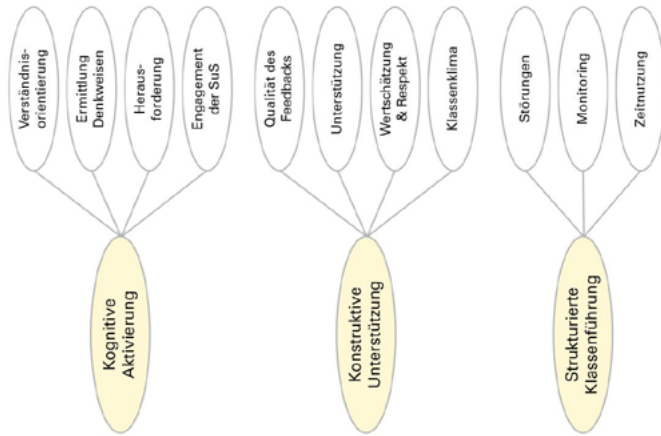 Verständnis-
orientierung
Ermittlung
Denkweisen
Heraus-
forderung
Engagement
der SuS
Qualität des
Feedbacks
Unterstützung
Wertschätzung
& Respekt
Klassenklima
Störungen
Monitoring
Zeitnutzung
Kognitive
Aktivierung
Konstruktive
Unterstützung
Strukturierte
Klassenführung